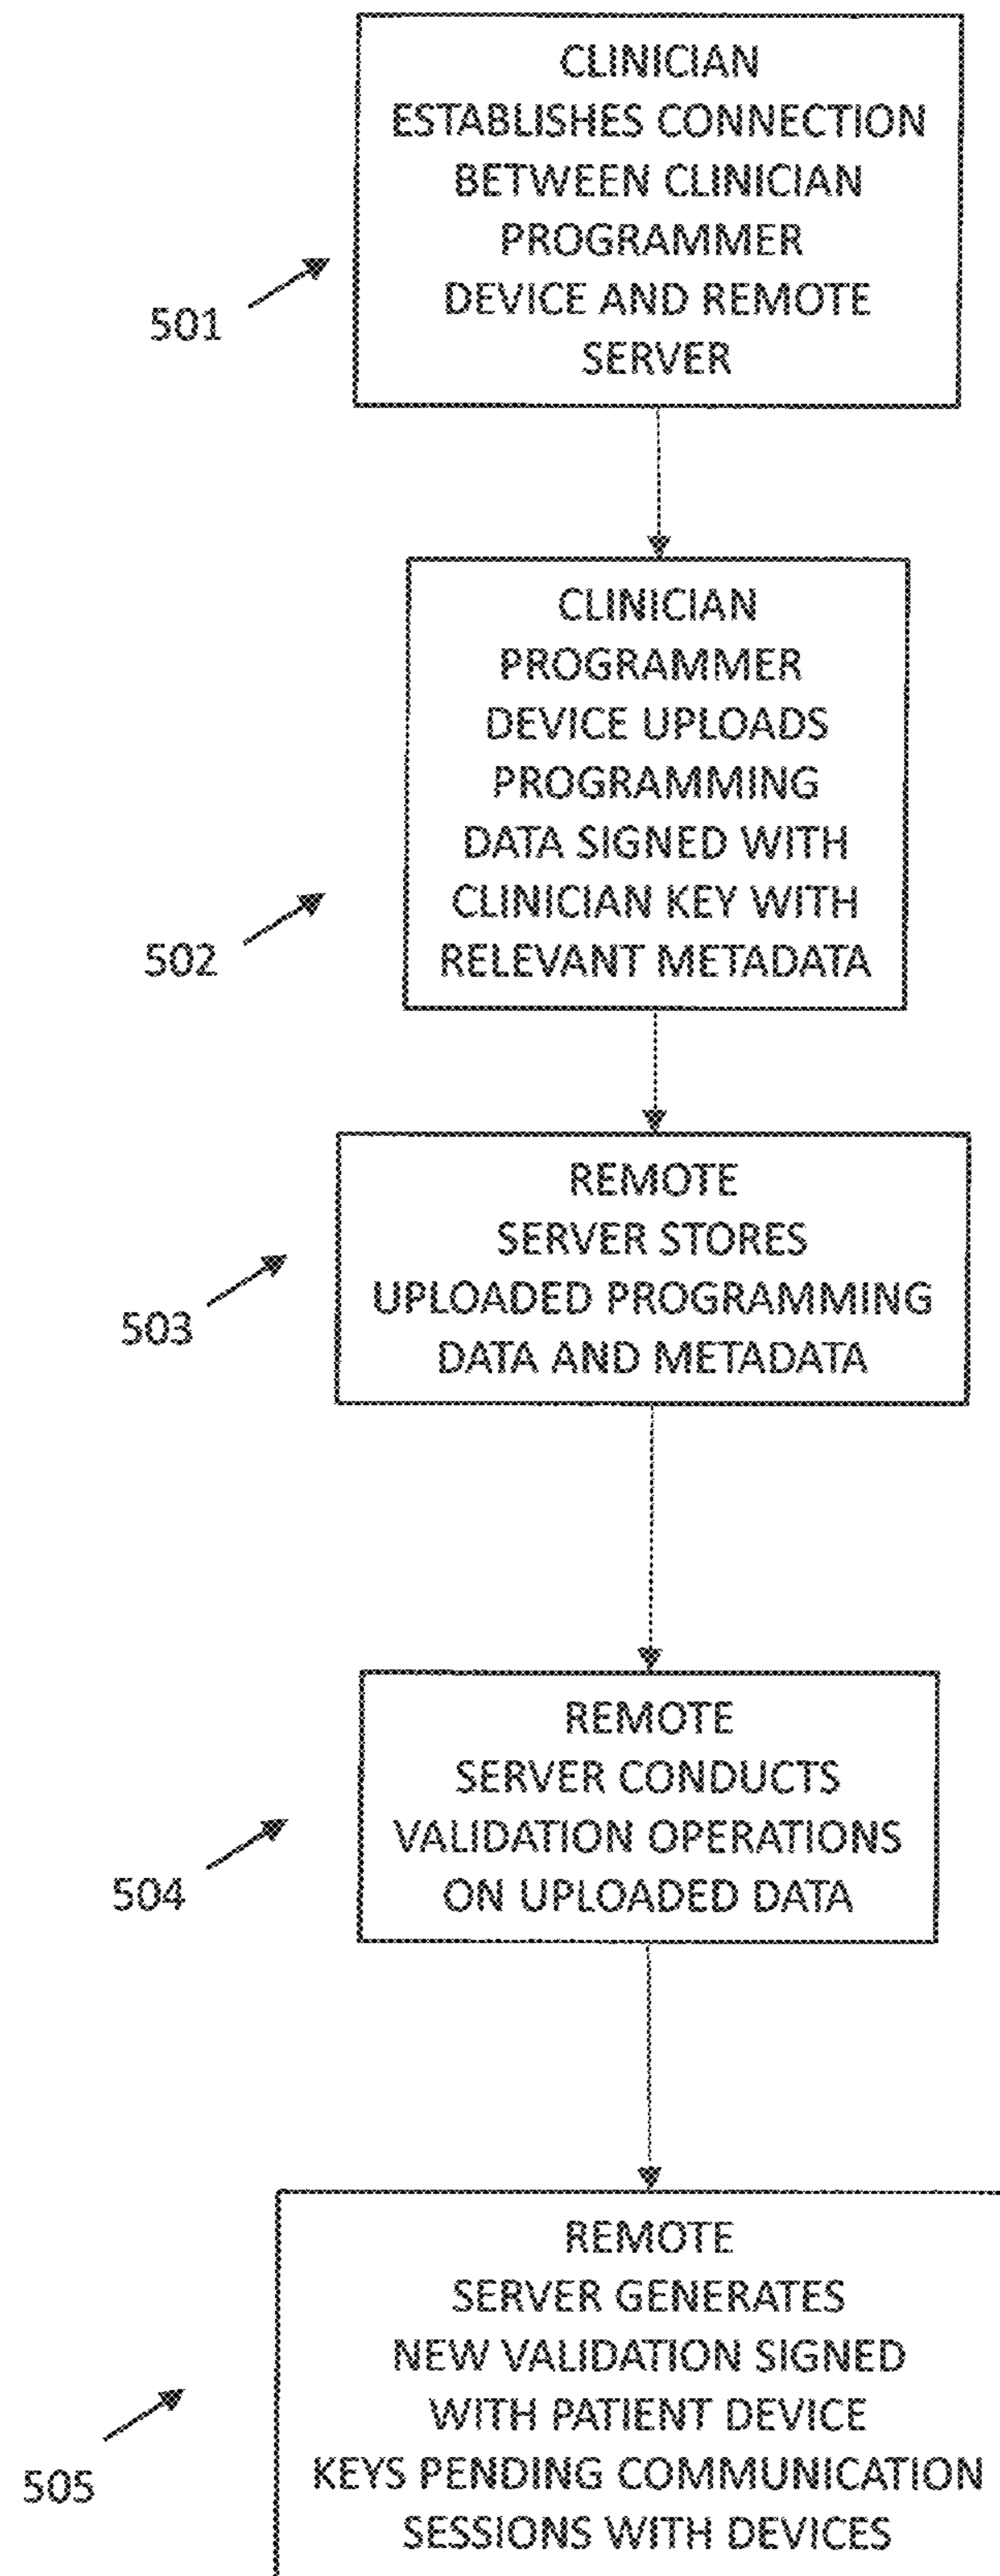 CLINICIAN
ESTABLISHES CONNECTION
BETWEEN CLINICIAN
PROGRAMMER
DEVICE AND REMOTE
SERVER
501
CLINICIAN
PROGRAMMER
DEVICE UPLOADS
PROGRAMMING
DATA SIGNED WITH
CLINICIAN KEY WITH
RELEVANT METADATA
502
REMOTE
SERVER STORES
UPLOADED PROGRAMMING
DATA AND METADATA
503
REMOTE
SERVER CONDUCTS
VALIDATION OPERATIONS
ON UPLOADED DATA
504
REMOTE
SERVER GENERATES
NEW VALIDATION SIGNED
WITH PATIENT DEVICE
KEYS PENDING COMMUNICATION
SESSIONS WITH DEVICES
505